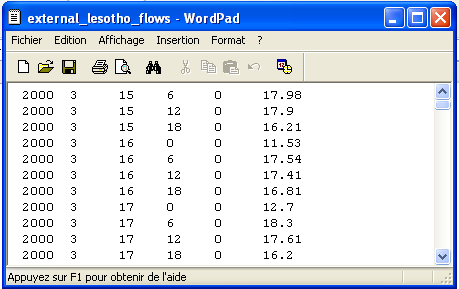 external_lesotho_flows - WordPad
Fichier Edition Affichage Insertion Format ?
2000 3 15 6 0 17.98
2000 3 15 12 0 17.9
2000 3 15 18 0 16.21
2000 3 16 0 0 11.53
2000 3 16 6 0 17.54
2000 3 16 12 0 17.41
2000 3 16 18 0 16.81
2000 3 17 0 0 12.7
2000 3 17 6 0 18.3
2000 3 17 12 0 17.61
2000 3 17 18 0 16.2
Appuyez sur F1 pour obtenir de l'aide